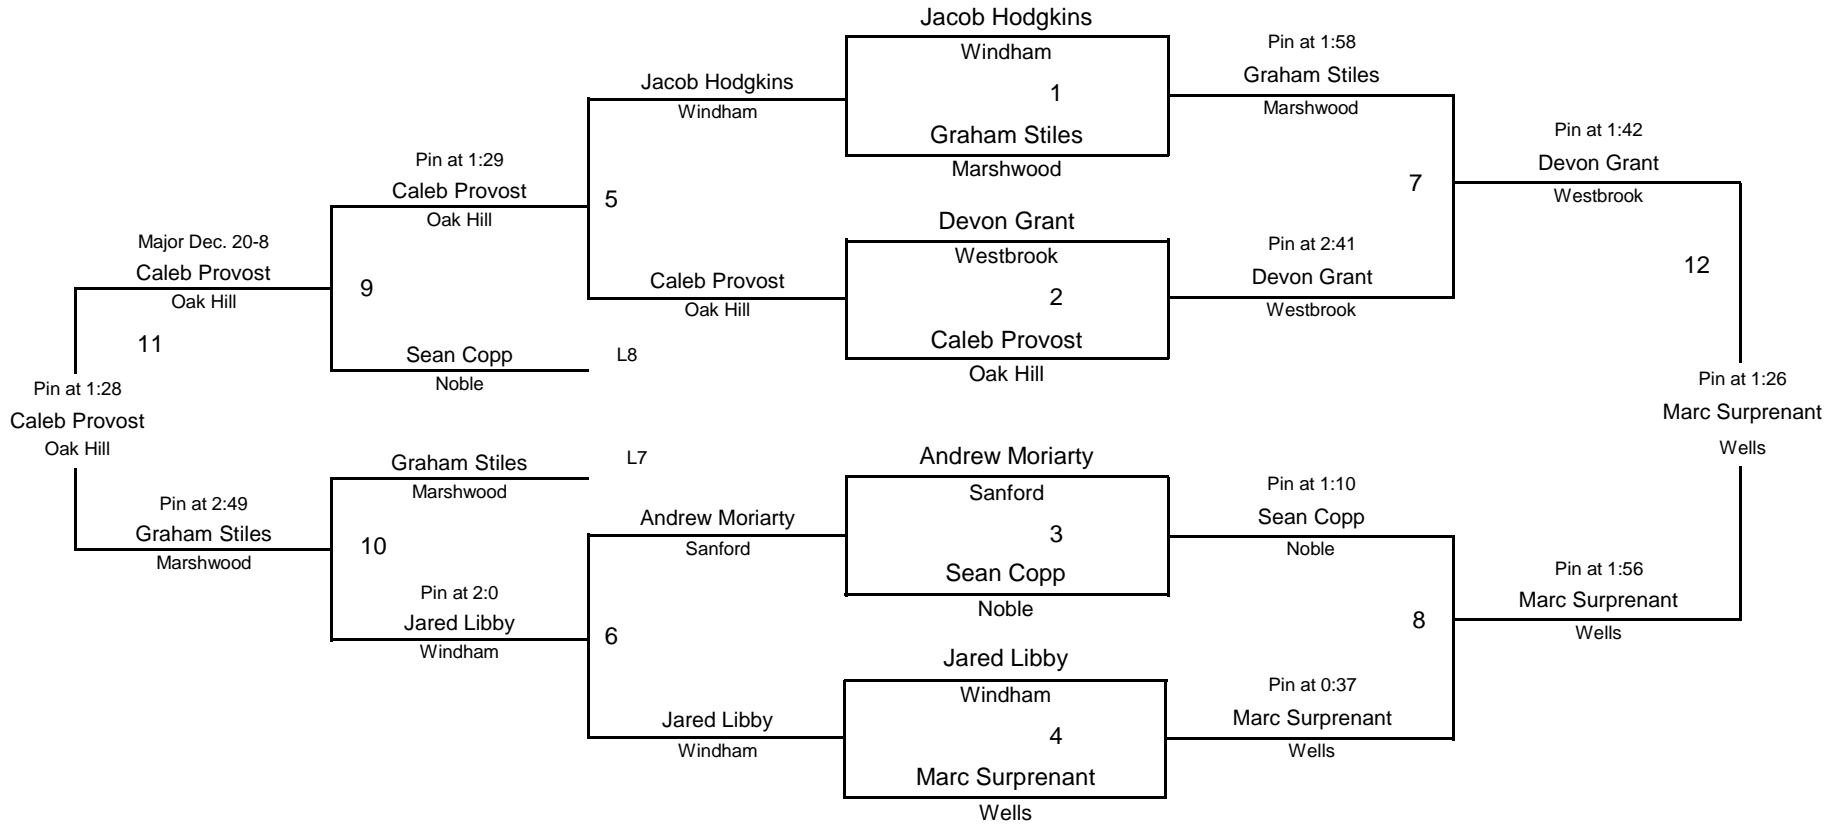 Jacob Hodgkins
Windham
1
Graham Stiles
Marshwood
Devon Grant
Westbrook
2
Caleb Provost
Oak Hill
Andrew Moriarty
Sanford
3
Sean Copp
Noble
Jared Libby
Windham
4
Marc Surprenant
Wells
Pin at 1:58
Graham Stiles
Marshwood
7
Pin at 2:41
Devon Grant
Westbrook
Pin at 1:10
Sean Copp
Noble
8
Pin at 0:37
Marc Surprenant
Wells
Pin at 1:42
Devon Grant
Westbrook
12
Pin at 1:56
Marc Surprenant
Wells
Pin at 1:26
Marc Surprenant
Wells
Jacob Hodgkins
Windham
5
Caleb Provost
Oak Hill
L8
L7
Andrew Moriarty
Sanford
6
Jared Libby
Windham
Pin at 1:29
Caleb Provost
Oak Hill
9
Sean Copp
Noble
Graham Stiles
Marshwood
10
Pin at 2:0
Jared Libby
Windham
Major Dec. 20-8
Caleb Provost
Oak Hill
11
Pin at 2:49
Graham Stiles
Marshwood
Pin at 1:28
Caleb Provost
Oak Hill